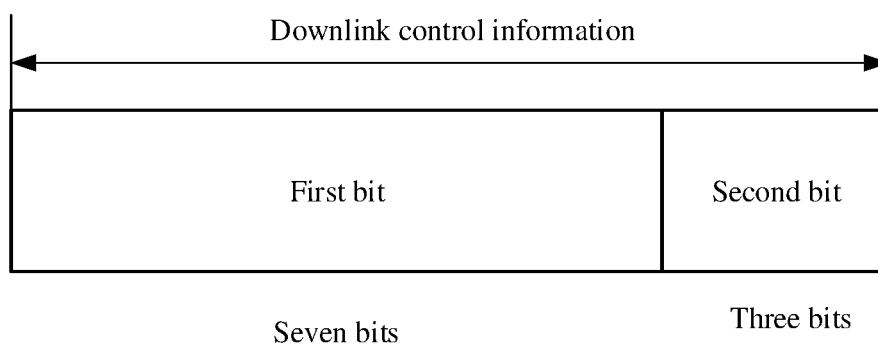 Downlink control information
First bit
Second bit
Seven bits
Three bits